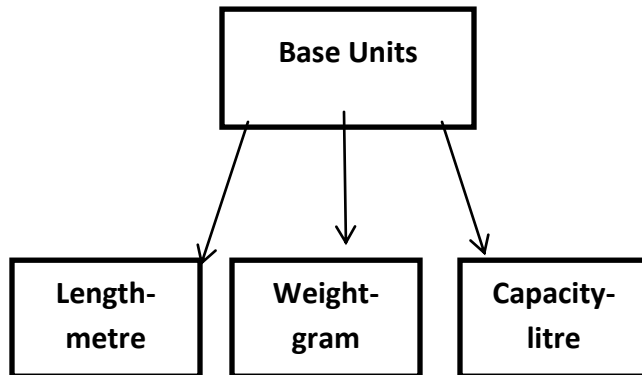 Base Units
Length-
metre
Weight-
gram
Capacity-
litre